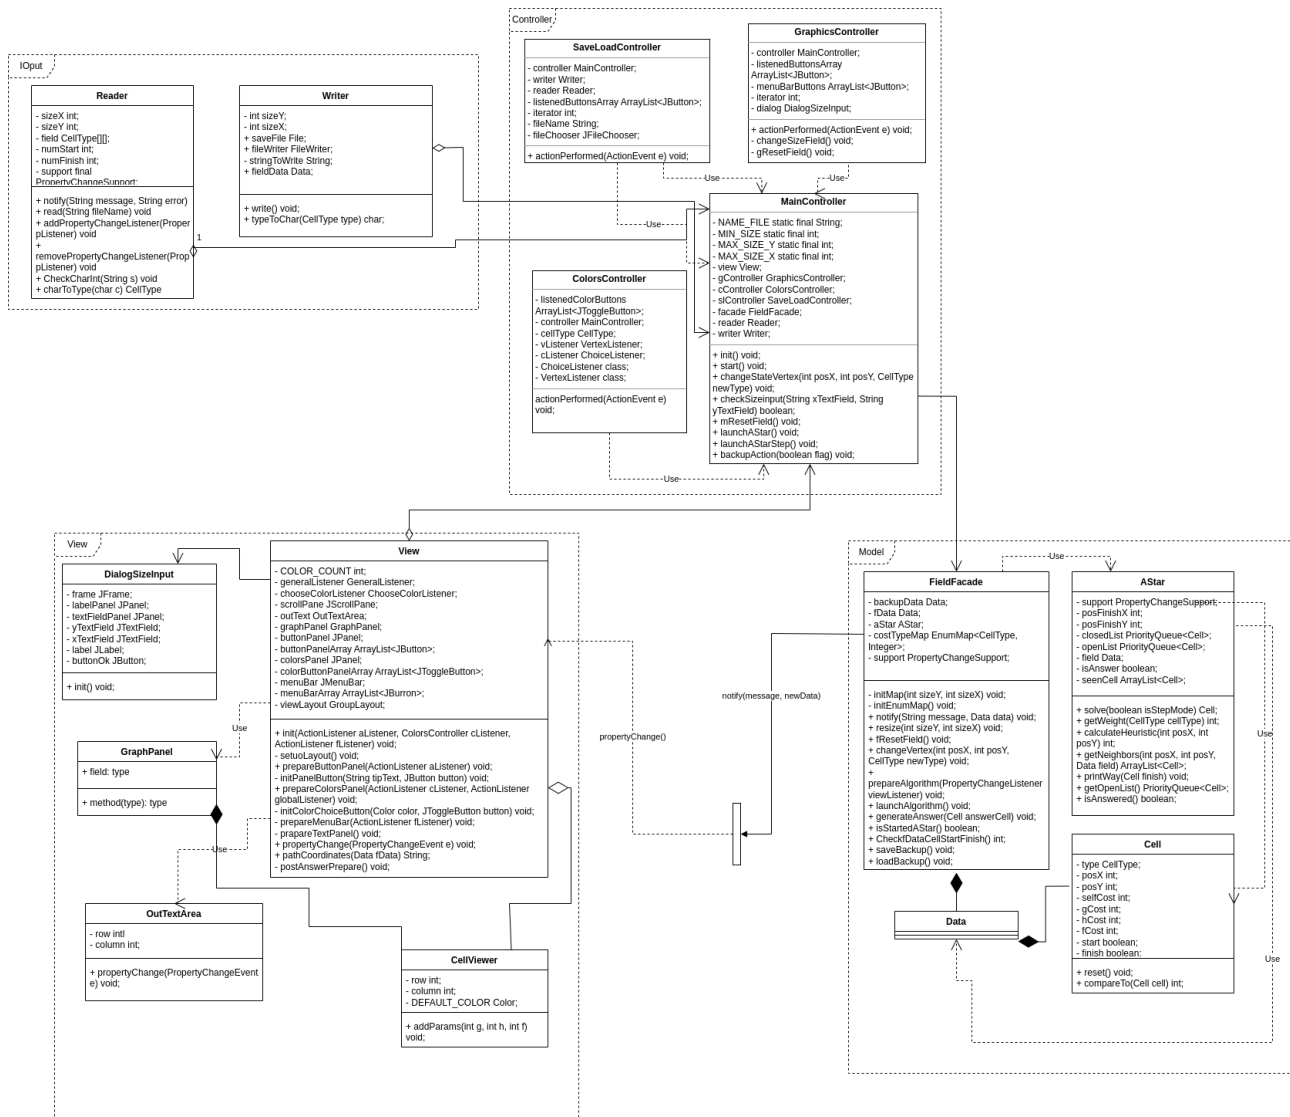 Controller
SaveLoadController
- controller MainController;
- writer Writer;
- reader Reader;
- listenedButtonsArray ArrayList<JButton>;
- iterator int;
- fileName String;
- fileChooser JFileChooser;
+ actionPerformed(ActionEvent e) void;
GraphicsController
- controller MainController;
- listenedButtonsArray
ArrayList<JButton>;
- menuBarButtons ArrayList<JButton>;
- iterator int;
- dialog DialogSizeInput;
+ actionPerformed(ActionEvent e) void;
- changeSizeField() void;
- gResetField() void;
IOput
Reader
- sizeX int;
- sizeY int;
- field CellType[][];
- numStart int;
- numFinish int;
- support final
PropertyChangeSupport;
+ notify(String message, String error)
+ read(String fileName) void
+ addPropertyChangeListener(Proper
pListener) void
+
removePropertyChangeListener(Prop
pListener) void
+ CheckCharInt(String s) void
+ charToType(char c) CellType
1
Writer
- int sizeY;
- int sizeX;
+ saveFile File;
+ fileWriter FileWriter;
- stringToWrite String;
+ fieldData Data;
+ write() void;
+ typeToChar(CellType type) char;
Use
Use
Use
MainController
- NAME_FILE static final String;
- MIN_SIZE static final int;
- MAX_SIZE_Y static final int;
- MAX_SIZE_X static final int;
- view View;
- gController GraphicsController;
- cController ColorsController;
- slController SaveLoadController;
- facade FieldFacade;
- reader Reader;
- writer Writer;
+ init() void;
+ start() void;
+ changeStateVertex(int posX, int posY, CellType
newType) void;
+ checkSizeinput(String xTextField, String
yTextField) boolean;
+ mResetField() void;
+ launchAStar() void;
+ launchAStarStep() void;
+ backupAction(boolean flag) void;
ColorsController
- listenedColorButtons
ArrayList<JToggleButton>;
- controller MainController;
- cellType CellType;
- vListener VertexListener;
- cListener ChoiceListener;
- ChoiceListener class;
- VertexListener class;
actionPerformed(ActionEvent e)
void;
Use
View
DialogSizeInput
- frame JFrame;
- labelPanel JPanel;
- textFieldPanel JPanel;
- yTextField JTextField;
- xTextField JTextField;
- label JLabel;
- buttonOk JButton;
+ init() void;
View
- COLOR_COUNT int;
- generalListener GeneralListener;
- chooseColorListener ChooseColorListener;
- scrollPane JScrollPane;
- outText OutTextArea;
- graphPanel GraphPanel;
- buttonPanel JPanel;
- buttonPanelArray ArrayList<JButton>;
- colorsPanel JPanel;
- colorButtonPanelArray ArrayList<JToggleButton>;
- menuBar JMenuBar;
- menuBarArray ArrayList<JBurron>;
- viewLayout GroupLayout;
+ init(ActionListener aListener, ColorsController cListener,
ActionListener fListener) void;
- setuoLayout() void;
+ prepareButtonPanel(ActionListener aListener) void;
- initPanelButton(String tipText, JButton button) void;
+ prepareColorsPanel(ActionListener cListener, ActionListener
globalListener) void;
- initColorChoiceButton(Color color, JToggleButton button) void;
- prepareMenuBar(ActionListener fListener) void;
- prapareTextPanel() void;
+ propertyChange(PropertyChangeEvent e) void;
- pathCoordinates(Data fData) String;
- postAnswerPrepare() void;
Use
GraphPanel
+ field: type
+ method(type): type
Use
OutTextArea
- row intl
- column int;
+ propertyChange(PropertyChangeEvent
e) void;
CellViewer
- row int;
- column int;
- DEFAULT_COLOR Color;
+ addParams(int g, int h, int f)
void;
propertyChange()
notify(message, newData)
Model
Use
FieldFacade
- backupData Data;
- fData Data;
- aStar AStar;
- costTypeMap EnumMap<CellType,
Integer>;
- support PropertyChangeSupport;
- initMap(int sizeY, int sizeX) void;
- initEnumMap() void;
+ notify(String message, Data data) void;
+ resize(int sizeY, int sizeX) void;
+ fResetField() void;
+ changeVertex(int posX, int posY,
CellType newType) void;
+
prepareAlgorithm(PropertyChangeListener
viewListener) void;
+ launchAlgorithm() void;
+ generateAnswer(Cell answerCell) void;
+ isStartedAStar() boolean;
+ CheckfdataCellStartFinish() int;
+ saveBackup() void;
+ loadBackup() void;
AStar
- support PropertyChangeSupport;
- posFinishX int;
- posFinishY int;
- closedList PriorityQueue<Cell>;
- openList PriorityQueue<Cell>;
- field Data;
- isAnswer boolean;
- seenCell ArrayList<Cell>;
+ solve(boolean isStepMode) Cell;
- getWeight(CellType cellType) int;
- calculateHeuristic(int posX, int
posY) int;
- getNeighbors(int posX, int posY,
Data field) ArrayList<Cell>;
- printWay(Cell finish) void;
+ getOpenList() PriorityQueue<Cell>;
+ isAnswered() boolean;
Use
Cell
- type CellType;
- posX int;
- posY int;
- selfCost int;
- gCost int;
- hCost int;
- fCost int;
- start boolean;
- finish boolean;
+ reset() void;
+ compareTo(Cell cell) int;
Data
Use